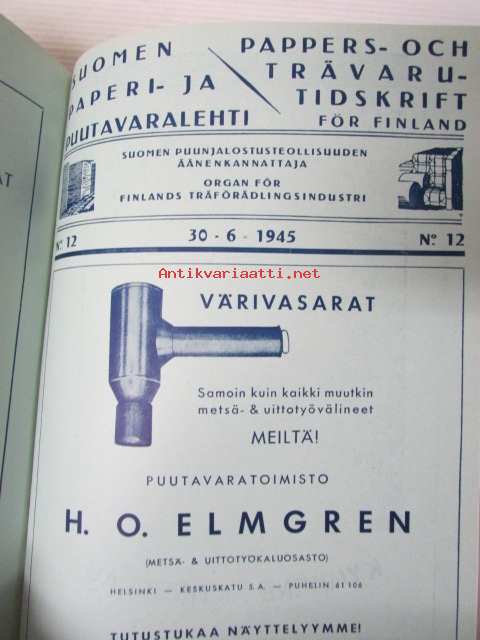 SUOMEN
PAPERI- JA
PUUTAVARALEHTI
PAPPERS- OCH
TRÄVARU-
TIDSKRIFT
FÖR FINLAND
SUOMEN PUUNJALOSTUSTEOLLISUUDEN
ÄÄNENKANNATTAJA
ORGAN FÖR
FINLANDS TRÄFÖRÄDLINGSINDUSTRI
No 12 30 - 6 - 1945 No 12
Antikvariaatti.net
VÄRIVASARAT
Samoin kuin kaikki muutkin
metsä- & uittotyövälineet
MEILTÄ!
PUUTAVARATOIMISTO
H. O. ELMGREN
(METSÄ- & UITTOTYÖKALUOSASTO)
HELSINKI — KESKUSKATU 5.A. — PUHELIN 61 106
TUTUSTUKAA NÄYTTELYYMME!